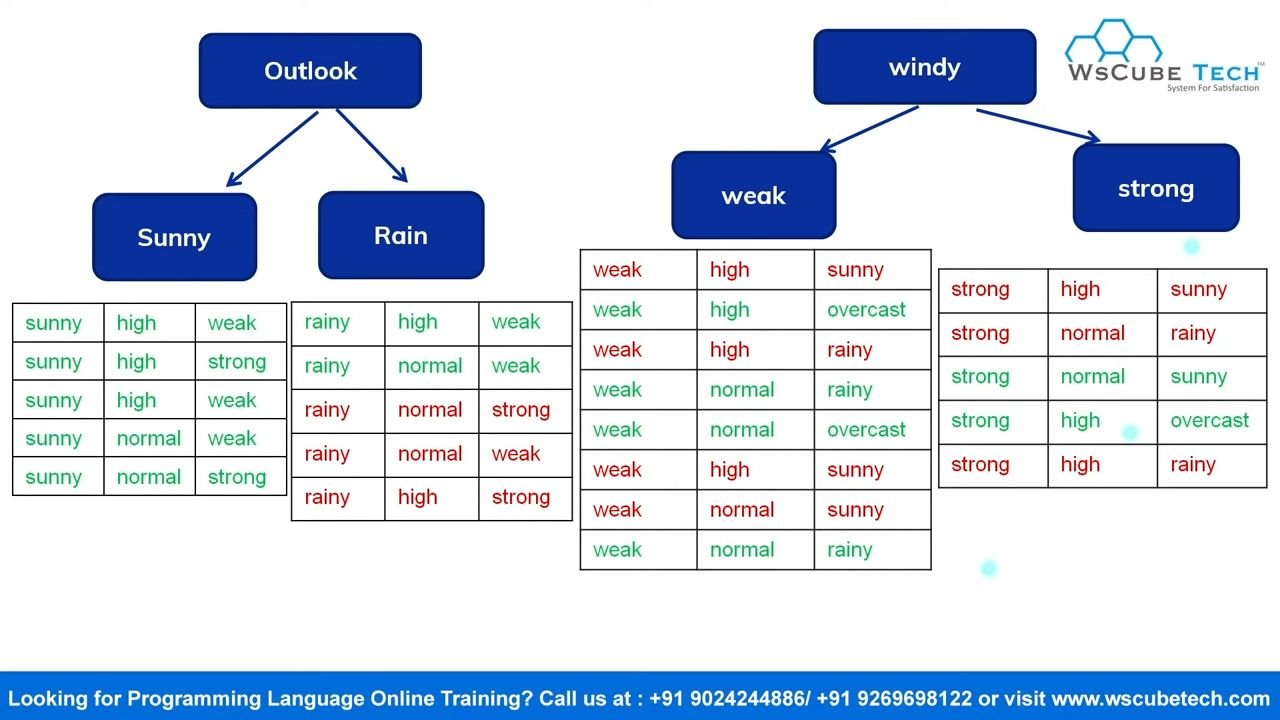 Outlook
windy
WsCube Tech™
System For Satisfaction
Sunny
Rain
weak
strong
sunny high weak
sunny high strong
sunny high weak
sunny normal weak
sunny normal strong
rainy high weak
rainy normal weak
rainy normal strong
rainy normal weak
rainy high strong
weak high sunny
weak high overcast
weak high rainy
weak normal rainy
weak normal overcast
weak high sunny
weak normal sunny
weak normal rainy
strong high sunny
strong normal rainy
strong normal sunny
strong high overcast
strong high rainy
Looking for Programming Language Online Training? Call us at : +91 9024244886/ +91 9269698122 or visit www.wscubetech.com